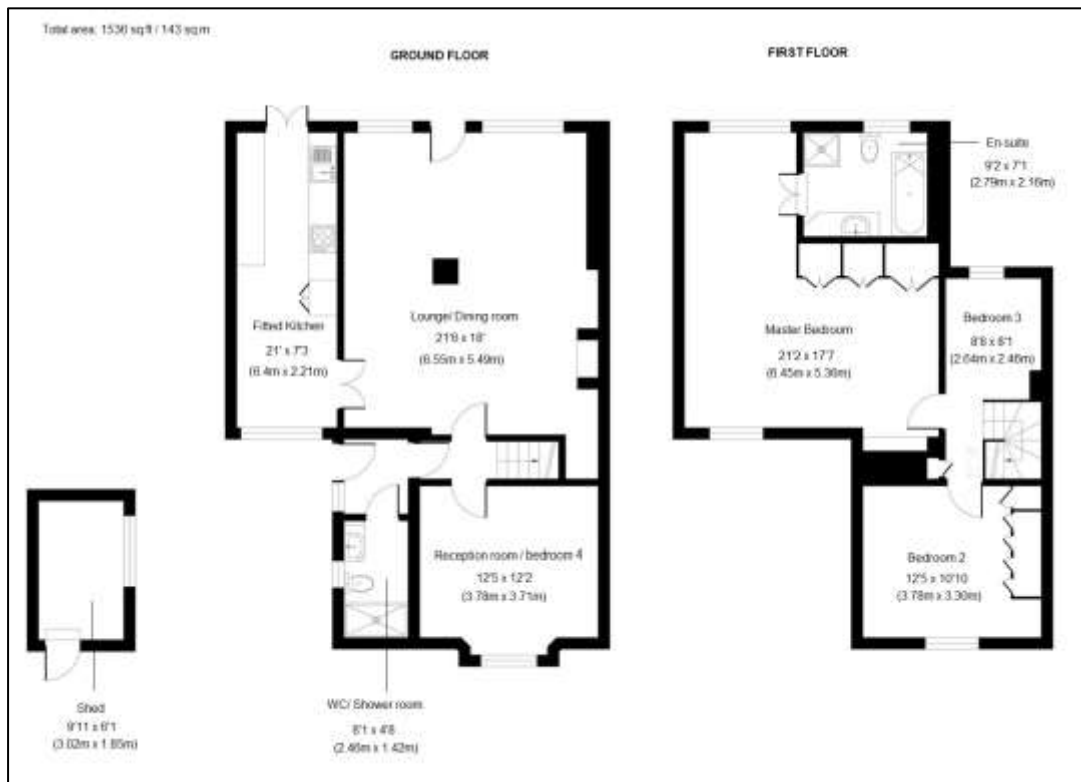 Total area: 1536 sq ft / 143 sq m
GROUND FLOOR
FIRST FLOOR
En-suite
9'2 x 7'1
(2.79m x 2.16m)
Lounge/ Dining room
21'6 x 18'
(6.55m x 5.49m)
Fitted Kitchen
21' x 7'3
(6.4m x 2.21m)
Master Bedroom
21'2 x 17'7
(6.45m x 5.36m)
Bedroom 3
8'8 x 8'1
(2.64m x 2.46m)
Reception room / bedroom 4
12'5 x 12'2
(3.78m x 3.71m)
Bedroom 2
12'5 x 10'10
(3.78m x 3.30m)
Shed
9'11 x 6'1
(3.02m x 1.85m)
WC/ Shower room
8'1 x 4'8
(2.46m x 1.42m)